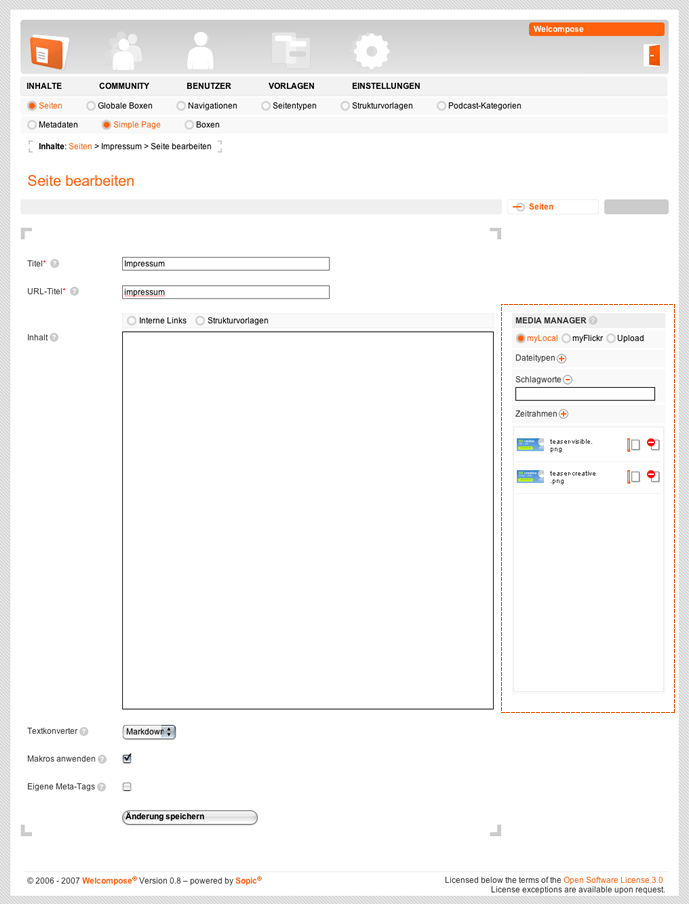 Welcompose
INHALTE COMMUNITY BENUTZER VORLAGEN EINSTELLUNGEN
Seiten Globale Boxen Navigationen Seitentypen Strukturvorlagen Podcast-Kategorien
Metadaten Simple Page Boxen
Inhalte: Seiten > Impressum > Seite bearbeiten
Seite bearbeiten
Seiten
Titel* ? Impressum
URL-Titel* ? impressum
Interne Links Strukturvorlagen
Inhalt ?
MEDIA MANAGER ?
myLocal myFlickr Upload
Dateitypen
Schlagworte
Zeitrahmen
teaser-visible.
png
teaser-creative
.png
Textkonverter ? Markdown
Makros anwenden ?
Eigene Meta-Tags ?
Änderung speichern
© 2006 - 2007 Welcompose® Version 0.8 – powered by Sopic®
Licensed below the terms of the Open Software License 3.0
License exceptions are available upon request.